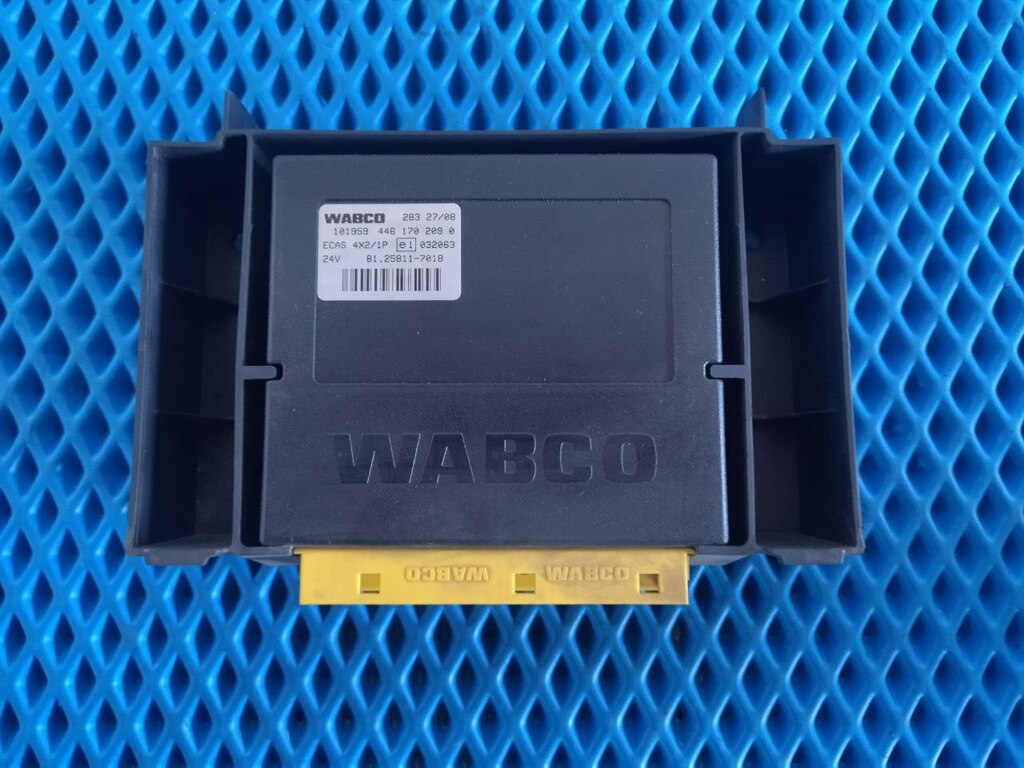 WABCO 283 27/08
101959 446 170 209 0
ECAS 4X2/1P e1 032063
24V 81.25811-7018
WABCO
WABCO WABCO